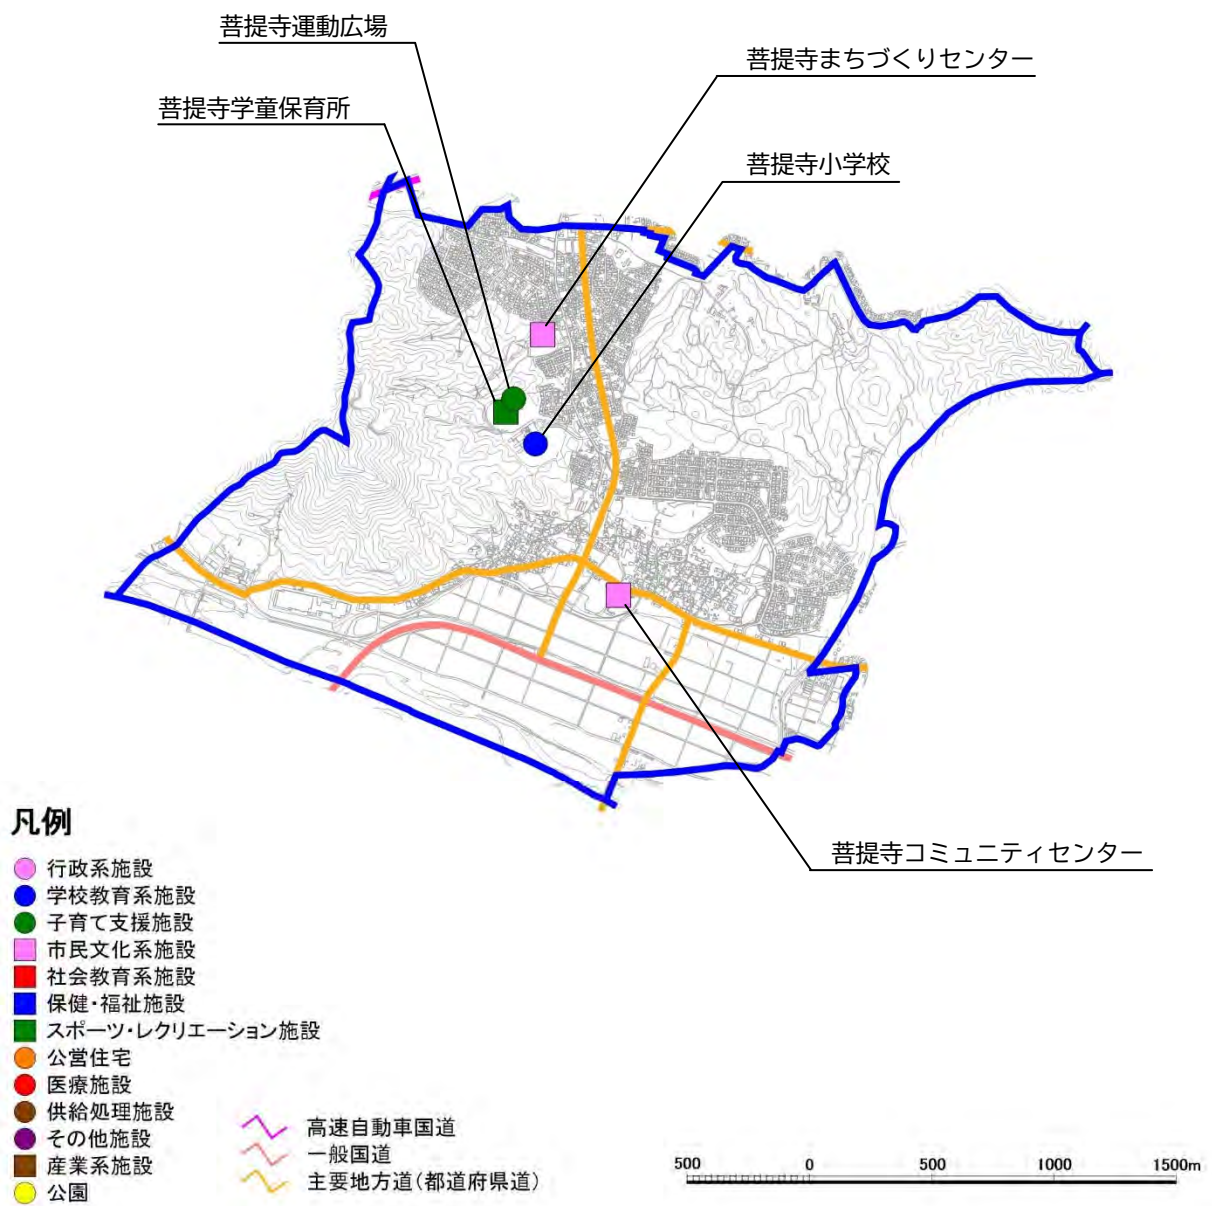 菩提寺運動広場
菩提寺まちづくりセンター
菩提寺学童保育所
菩提寺小学校
菩提寺コミュニティセンター
凡例
行政系施設
学校教育系施設
子育て支援施設
市民文化系施設
社会教育系施設
保健・福祉施設
スポーツ・レクリエーション施設
公営住宅
医療施設
供給処理施設
その他施設
産業系施設
公園
高速自動車国道
一般国道
主要地方道(都道府県道)
500 0 500 1000 1500m